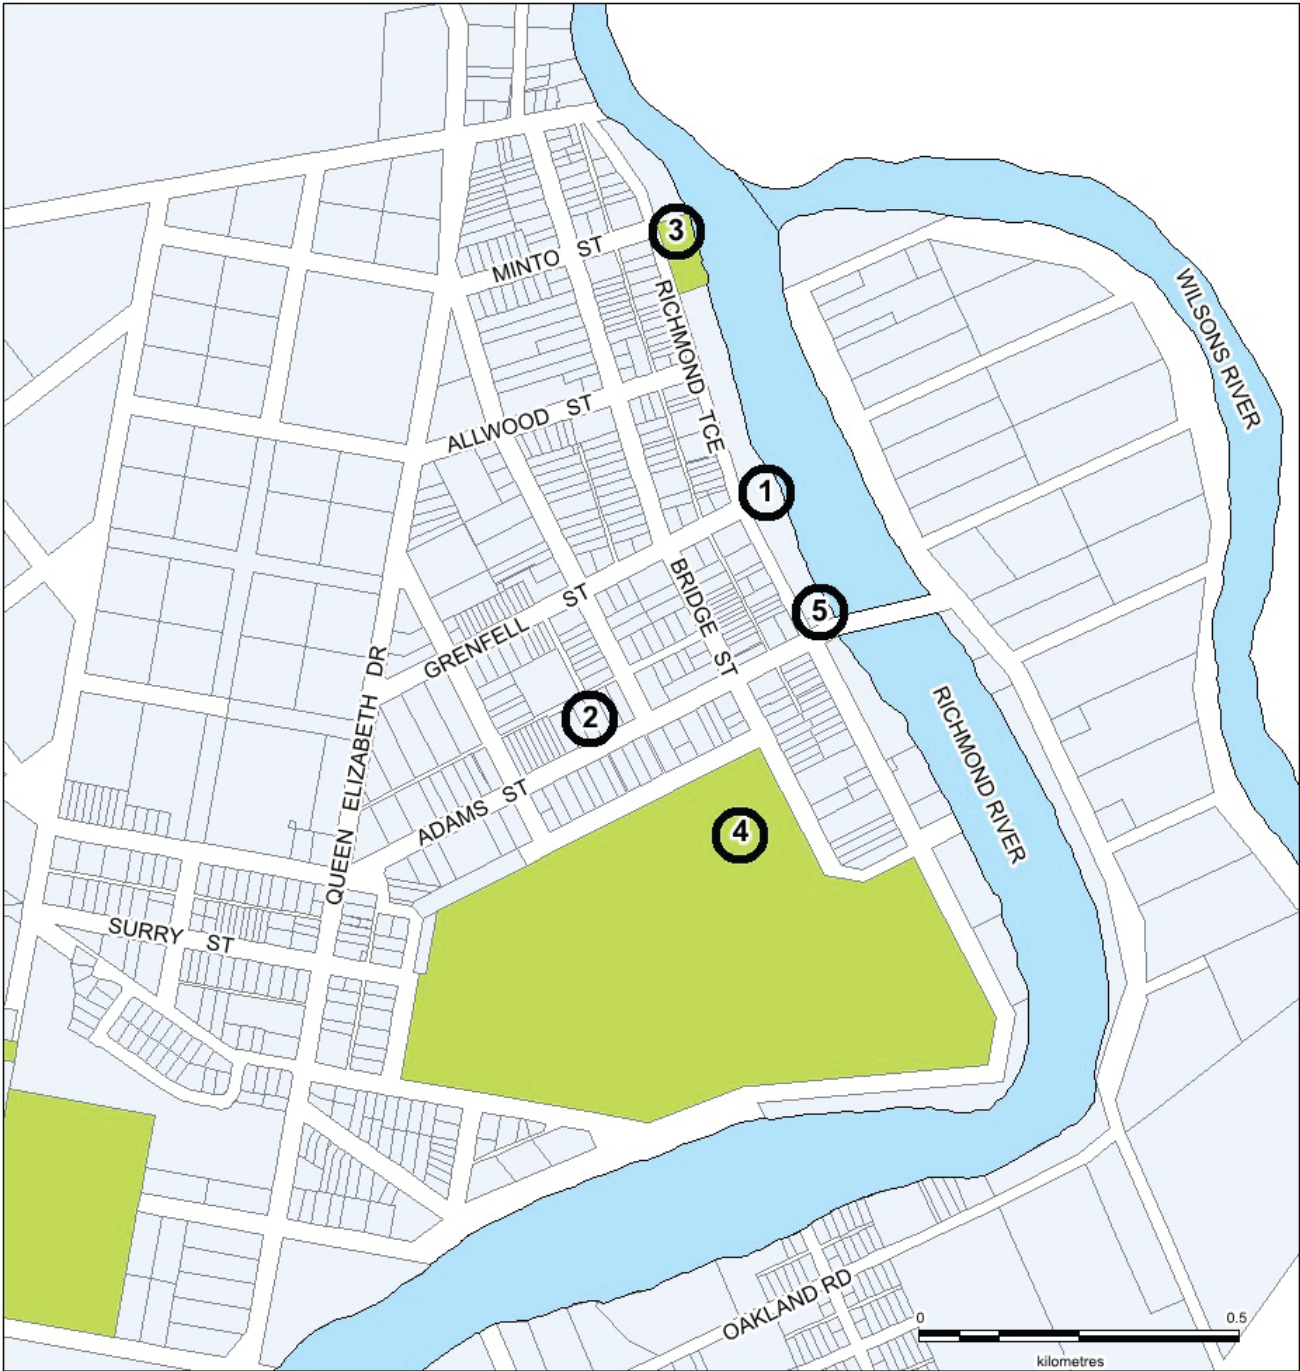 3
MINTO ST
WILSONS RIVER
RICHMOND TCE
ALLWOOD ST
1
BRIDGE ST
GRENFELL ST
5
QUEEN ELIZABETH DR
2
RICHMOND RIVER
ADAMS ST
4
SURRY ST
OAKLAND RD
0 0.5
kilometres